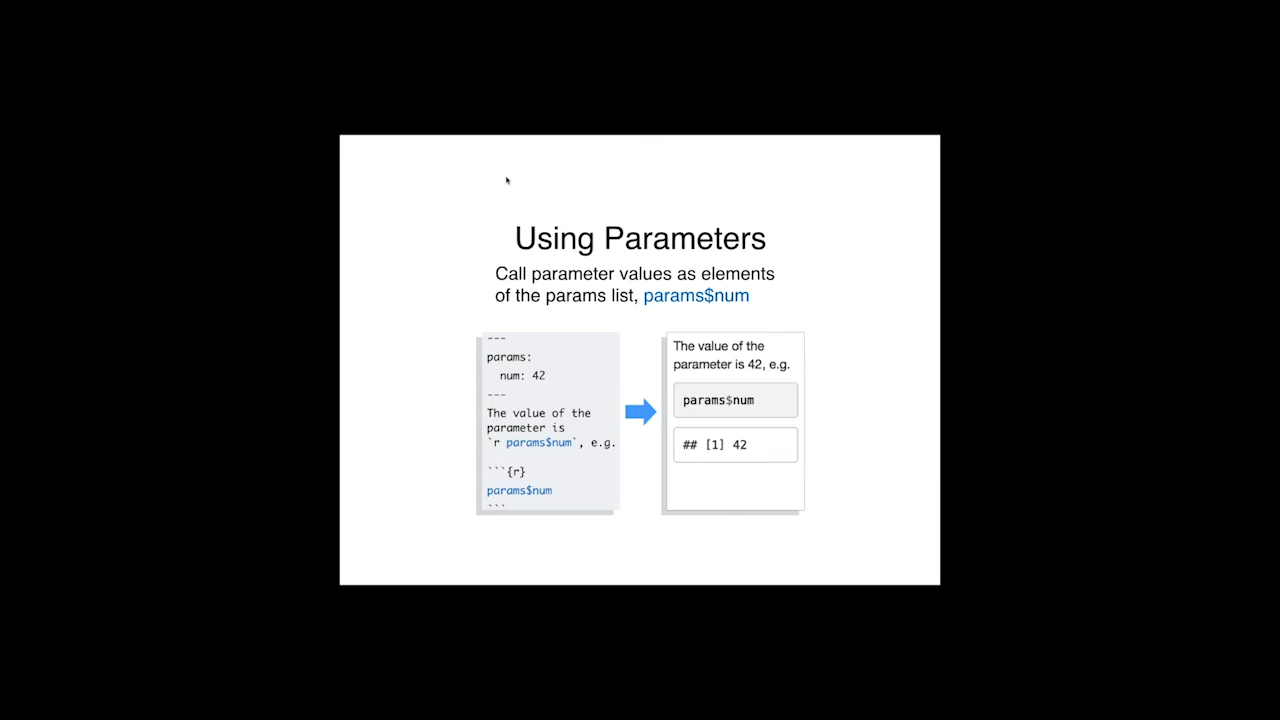 Using Parameters
Call parameter values as elements
of the params list, params$num
---
params:
num: 42
---
The value of the
parameter is
`r params$num`, e.g.
```{r}
params$num
```
The value of the
parameter is 42, e.g.
params$num
## [1] 42